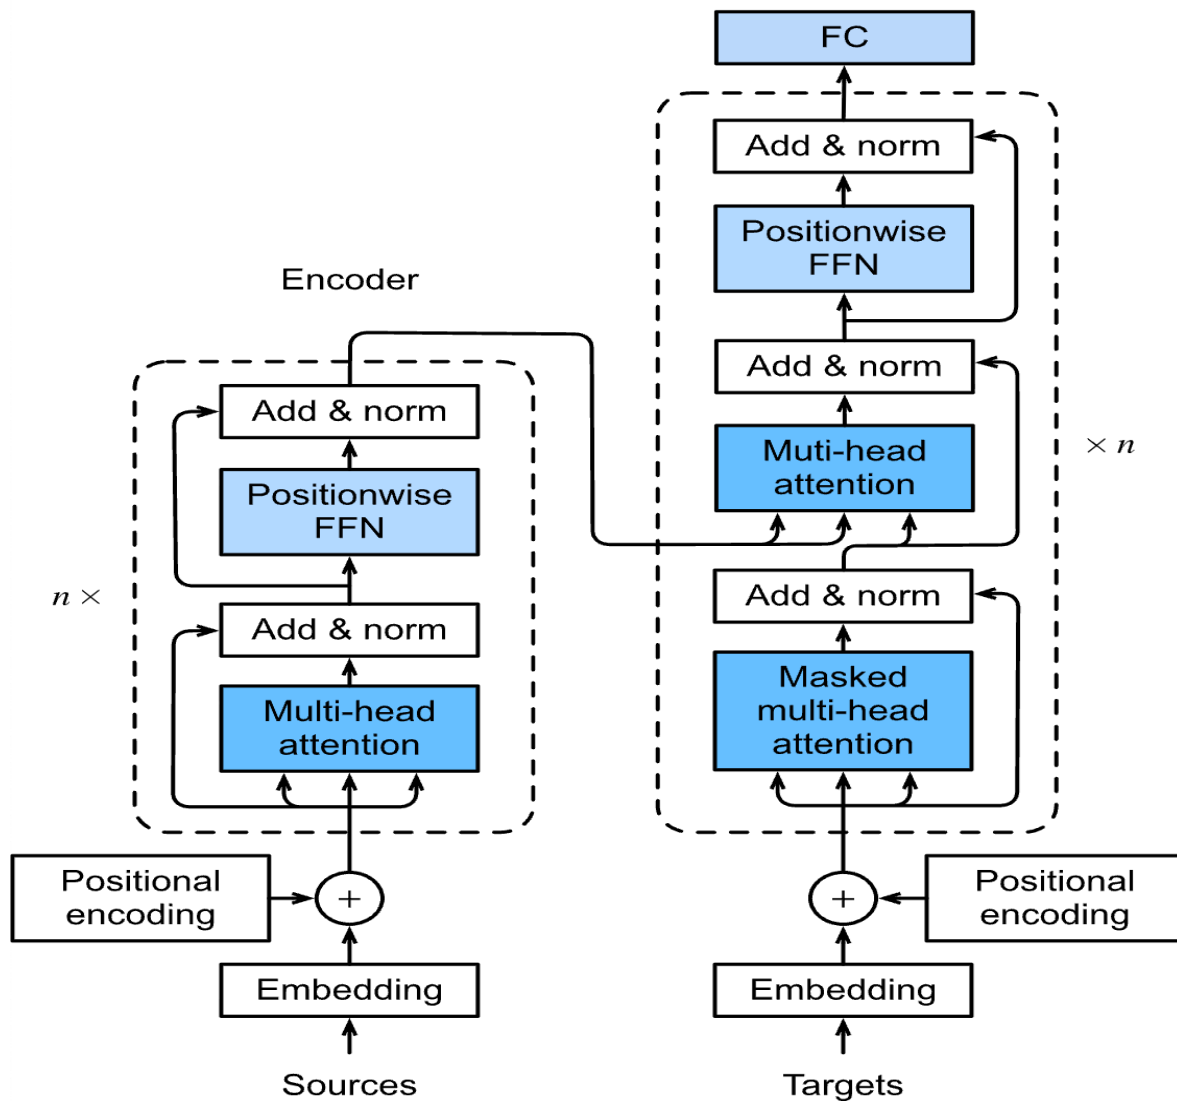 FC
Add & norm
Positionwise
FFN
Add & norm
Muti-head
attention
× n
Add & norm
Masked
multi-head
attention
Positional
encoding
+
Embedding
Targets
Encoder
Add & norm
Positionwise
FFN
n ×
Add & norm
Multi-head
attention
Positional
encoding
+
Embedding
Sources